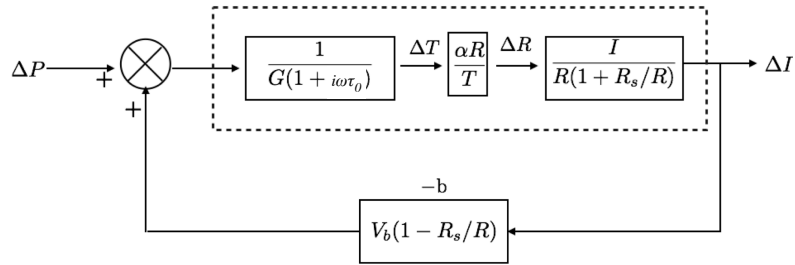 ΔP
+
+
1
G(1 + iωτ₀)
ΔT
αR
T
ΔR
I
R(1 + Rₛ/R)
ΔI
−b
V_b(1 − Rₛ/R)